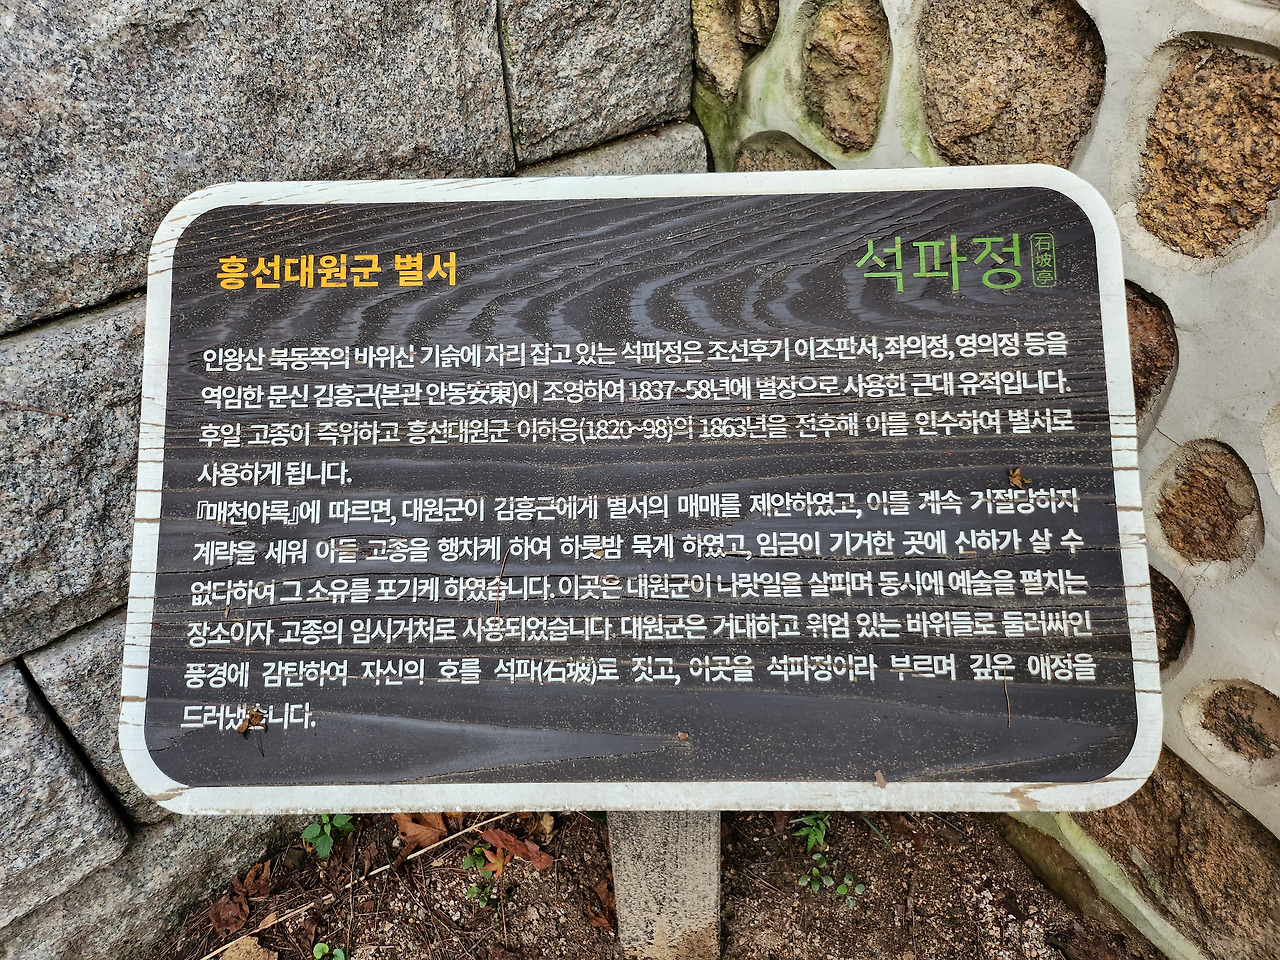 흥선대원군 별서
석파정 石坡亭
인왕산 북동쪽의 바위산 기슭에 자리 잡고 있는 석파정은 조선후기 이조판서, 좌의정, 영의정 등을
역임한 문신 김흥근(본관 안동安東)이 조영하여 1837~58년에 별장으로 사용한 근대 유적입니다.
후일 고종이 즉위하고 흥선대원군 이하응(1820~98)의 1863년을 전후해 이를 인수하여 별서로
사용하게 됩니다.
『매천야록』에 따르면, 대원군이 김흥근에게 별서의 매매를 제안하였고, 이를 계속 거절당하자
계략을 세워 아들 고종을 행차케 하여 하룻밤 묵게 하였고, 임금이 기거한 곳에 신하가 살 수
없다하여 그 소유를 포기케 하였습니다. 이곳은 대원군이 나랏일을 살피며 동시에 예술을 펼치는
장소이자 고종의 임시거처로 사용되었습니다. 대원군은 거대하고 위엄 있는 바위들로 둘러싸인
풍경에 감탄하여 자신의 호를 석파(石坡)로 짓고, 이곳을 석파정이라 부르며 깊은 애정을
드러냈습니다.